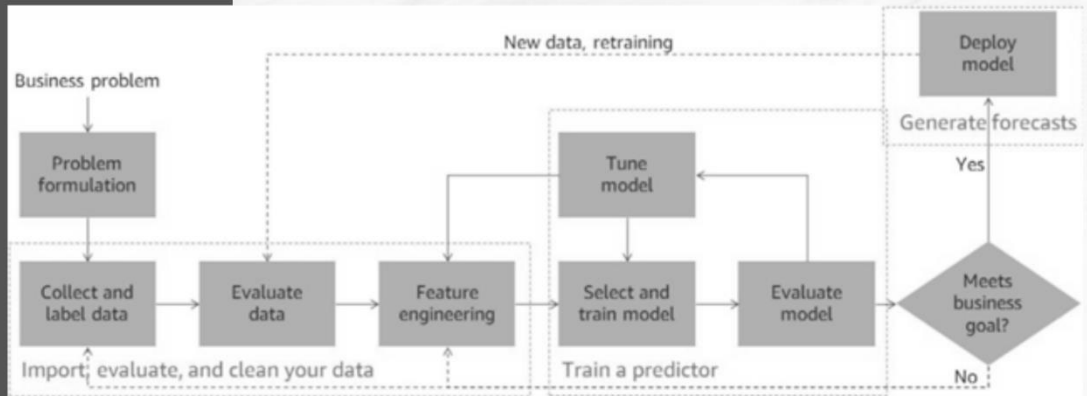 New data, retraining
Deploy
model
Business problem
Generate forecasts
Problem
formulation
Tune
model
Yes
Collect and
label data
Evaluate
data
Feature
engineering
Select and
train model
Evaluate
model
Meets
business
goal?
Import, evaluate, and clean your data
Train a predictor
No